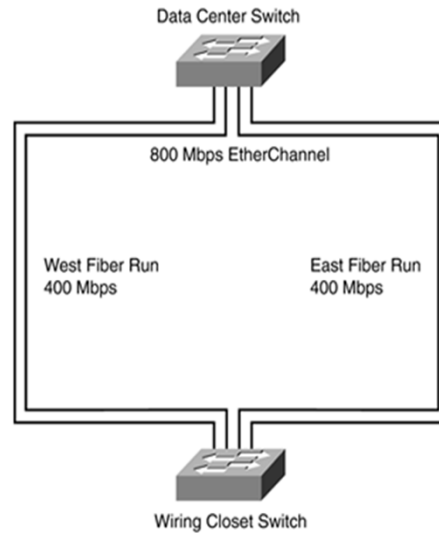 Data Center Switch
800 Mbps EtherChannel
West Fiber Run
400 Mbps
East Fiber Run
400 Mbps
Wiring Closet Switch